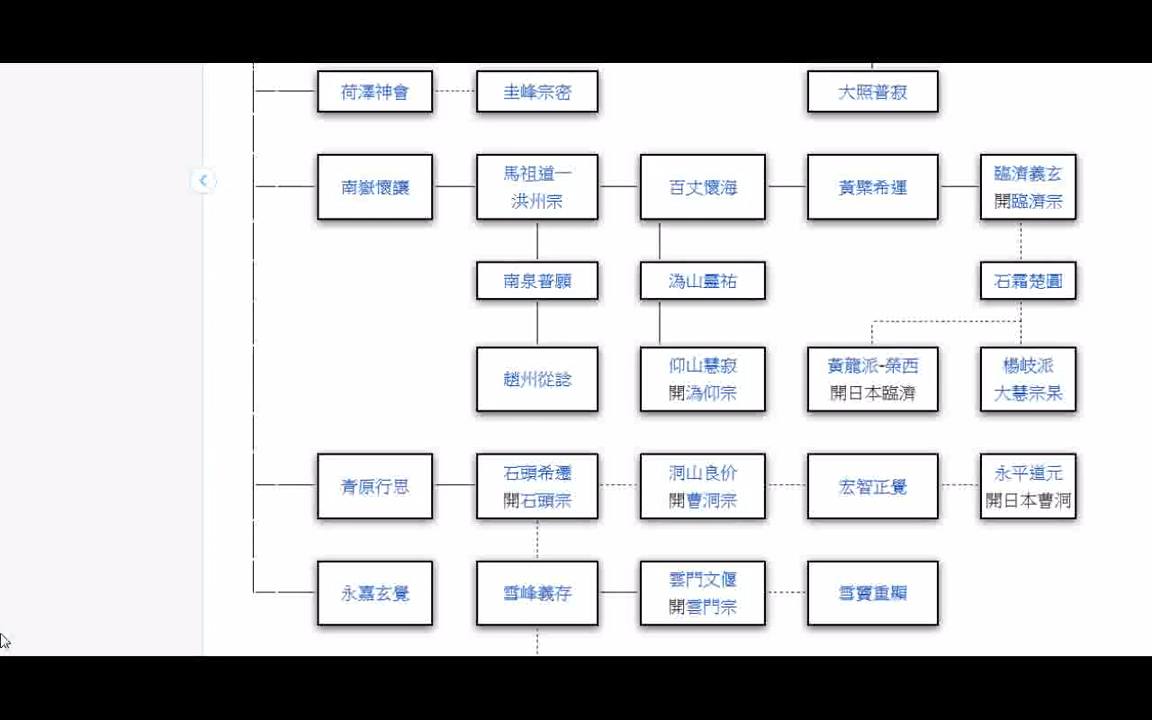 荷澤神會
圭峰宗密
大照普寂
南嶽懷讓
馬祖道一
洪州宗
百丈懷海
黃檗希運
臨濟義玄
開臨濟宗
南泉普願
溈山靈祐
石霜楚圓
趙州從諗
仰山慧寂
開溈仰宗
黃龍派-榮西
開日本臨濟
楊岐派
大慧宗杲
青原行思
石頭希遷
開石頭宗
洞山良价
開曹洞宗
宏智正覺
永平道元
開日本曹洞
永嘉玄覺
雪峰義存
雲門文偃
開雲門宗
雪竇重顯